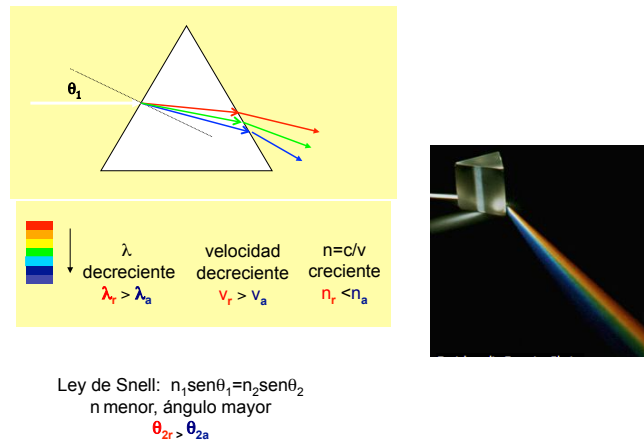 θ₁
λ
decreciente
λᵣ > λₐ
velocidad
decreciente
vᵣ > vₐ
n=c/v
creciente
nᵣ <nₐ
Ley de Snell: n₁senθ₁=n₂senθ₂
n menor, ángulo mayor
θ₂ᵣ > θ₂ₐ